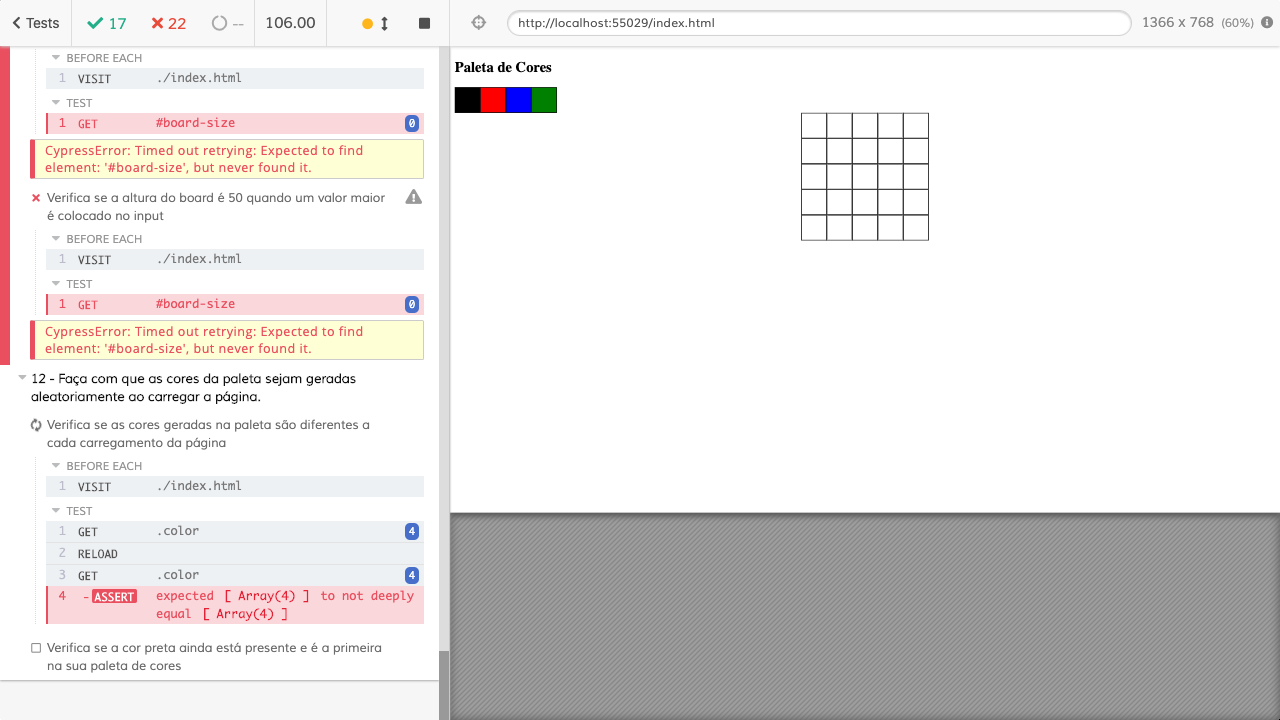 Tests 17 22 -- 106.00 http://localhost:55029/index.html 1366 x 768 (60%)
BEFORE EACH
1 VISIT ./index.html
TEST
1 GET #board-size 0
CypressError: Timed out retrying: Expected to find
element: '#board-size', but never found it.
Verifica se a altura do board é 50 quando um valor maior
é colocado no input
BEFORE EACH
1 VISIT ./index.html
TEST
1 GET #board-size 0
CypressError: Timed out retrying: Expected to find
element: '#board-size', but never found it.
12 - Faça com que as cores da paleta sejam geradas
aleatoriamente ao carregar a página.
Verifica se as cores geradas na paleta são diferentes a
cada carregamento da página
BEFORE EACH
1 VISIT ./index.html
TEST
1 GET .color 4
2 RELOAD
3 GET .color 4
4 -ASSERT expected [ Array(4) ] to not deeply
equal [ Array(4) ]
Verifica se a cor preta ainda está presente e é a primeira
na sua paleta de cores
Paleta de Cores